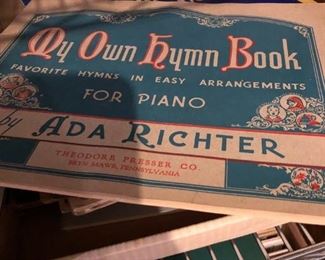 My Own Hymn Book
FAVORITE HYMNS IN EASY ARRANGEMENTS
FOR PIANO
by ADA RICHTER
THEODORE PRESSER CO.
BRYN MAWR, PENNSYLVANIA